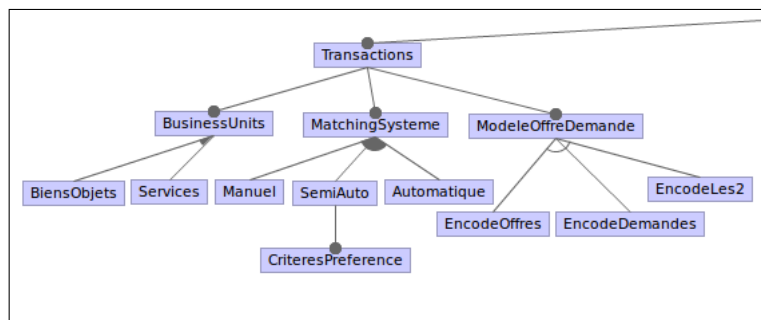 Transactions
BusinessUnits
MatchingSysteme
ModeleOffreDemande
BiensObjets
Services
Manuel
SemiAuto
Automatique
EncodeLes2
EncodeOffres
EncodeDemandes
CriteresPreference